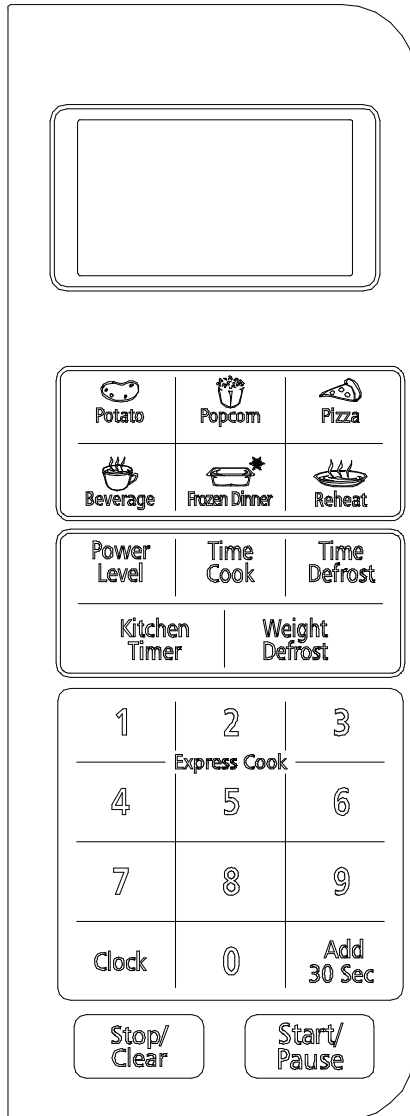 Potato Popcorn Pizza
Beverage Frozen Dinner Reheat
Power Time Time
Level Cook Defrost
Kitchen Weight
Timer Defrost
1 2 3
Express Cook
4 5 6
7 8 9
Clock 0 Add
30 Sec
Stop/ Start/
Clear Pause